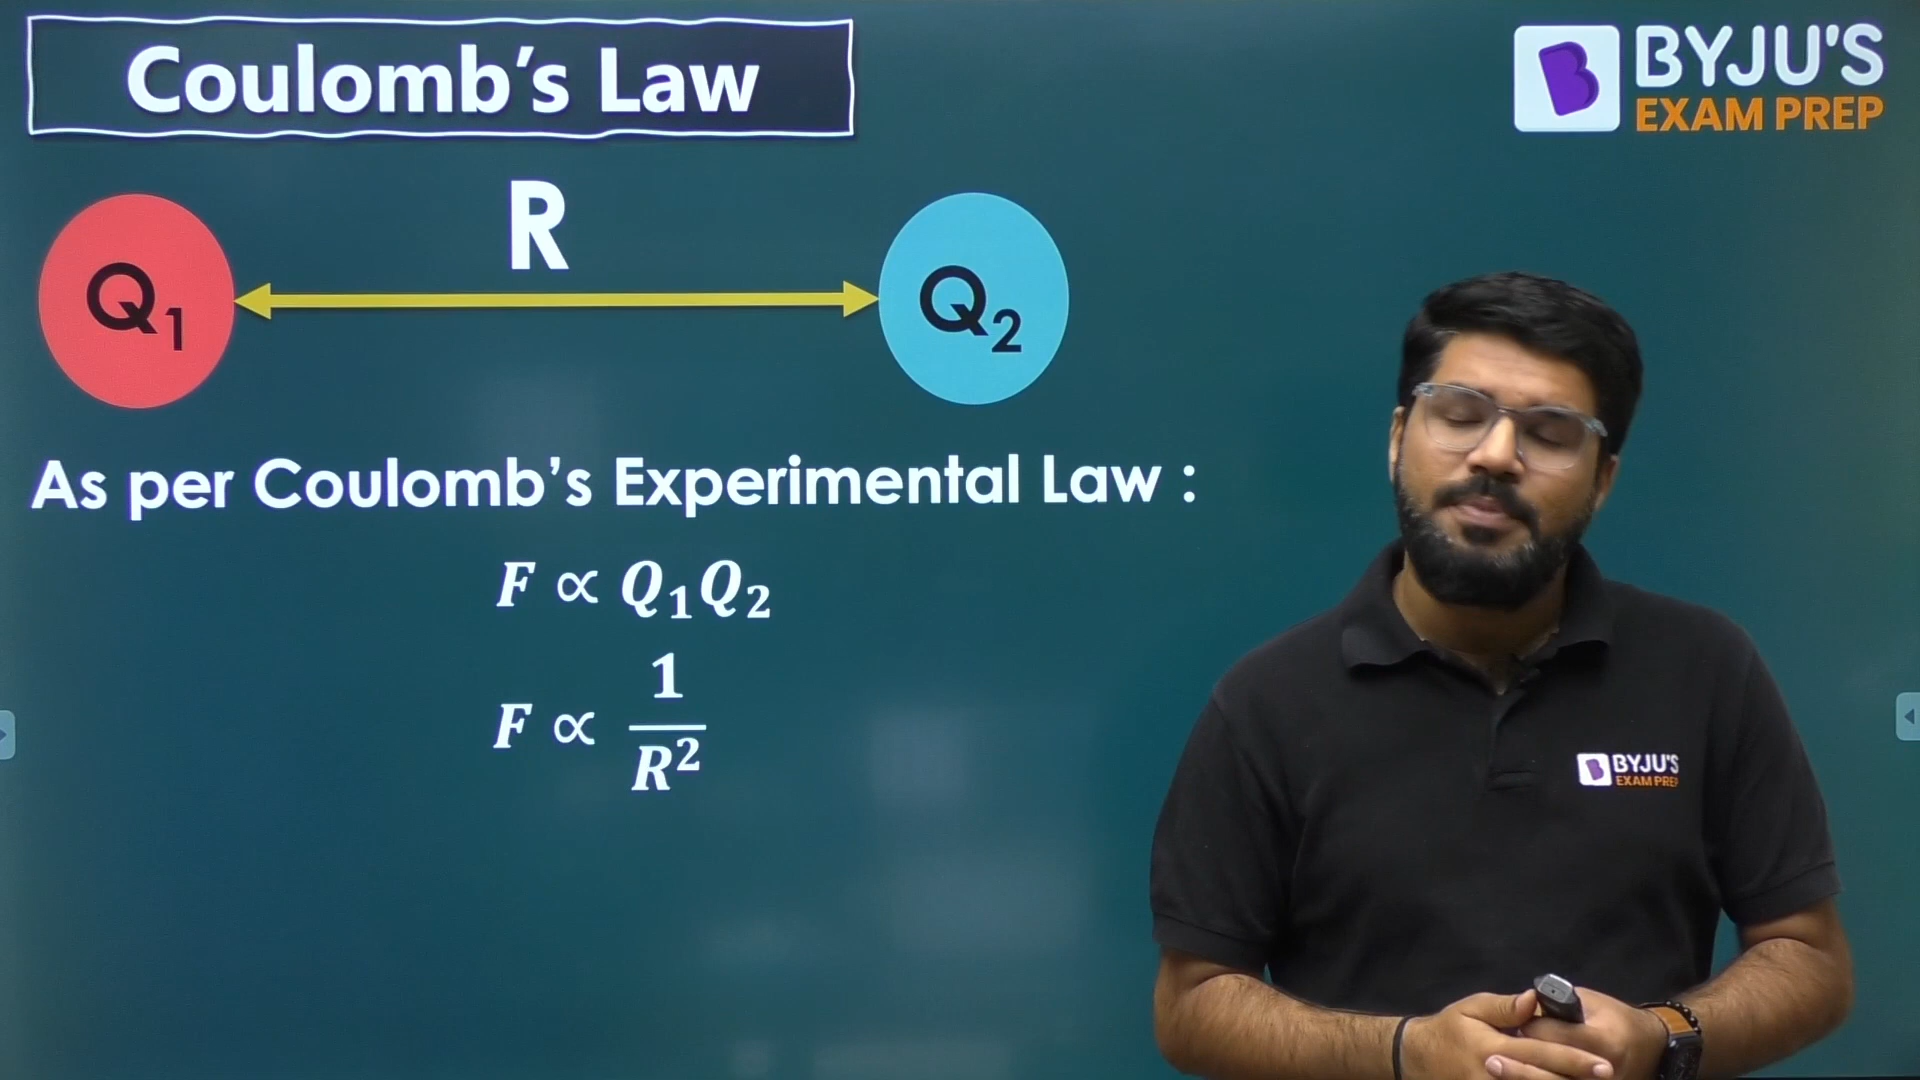 Coulomb's Law
BYJU'S
EXAM PREP
R
Q₁
Q₂
As per Coulomb's Experimental Law :
F ∝ Q₁Q₂
F ∝ 1/R²
BYJU'S
EXAM PREP